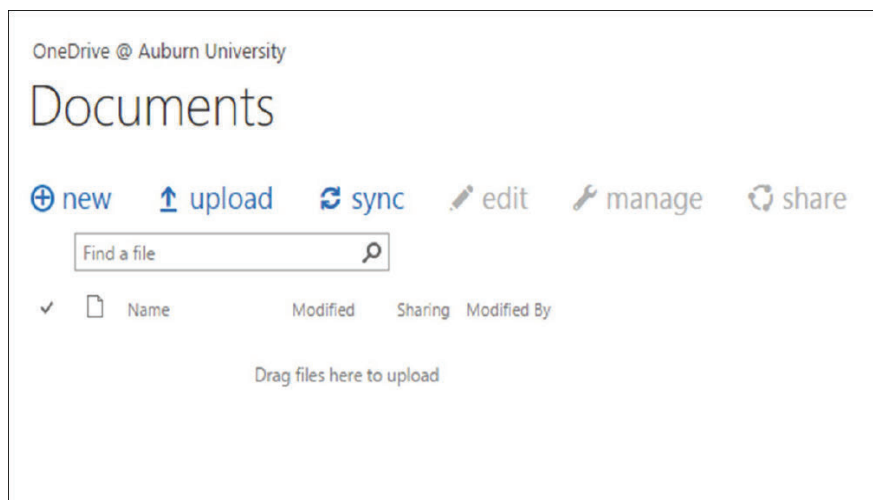 OneDrive @ Auburn University
Documents
new upload sync edit manage share
Find a file
Name Modified Sharing Modified By
Drag files here to upload